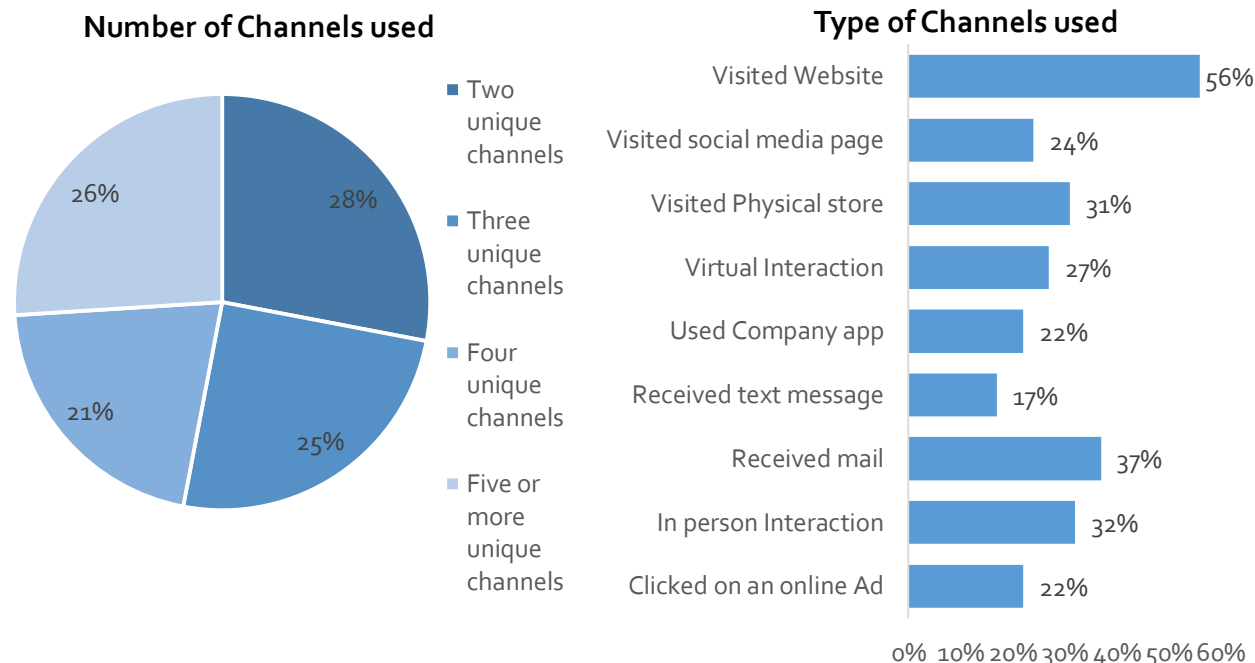 Number of Channels used
28%
25%
21%
26%
Two
unique
channels
Three
unique
channels
Four
unique
channels
Five or
more
unique
channels
Type of Channels used
Visited Website 56%
Visited social media page 24%
Visited Physical store 31%
Virtual Interaction 27%
Used Company app 22%
Received text message 17%
Received mail 37%
In person Interaction 32%
Clicked on an online Ad 22%
0% 10% 20% 30% 40% 50% 60%